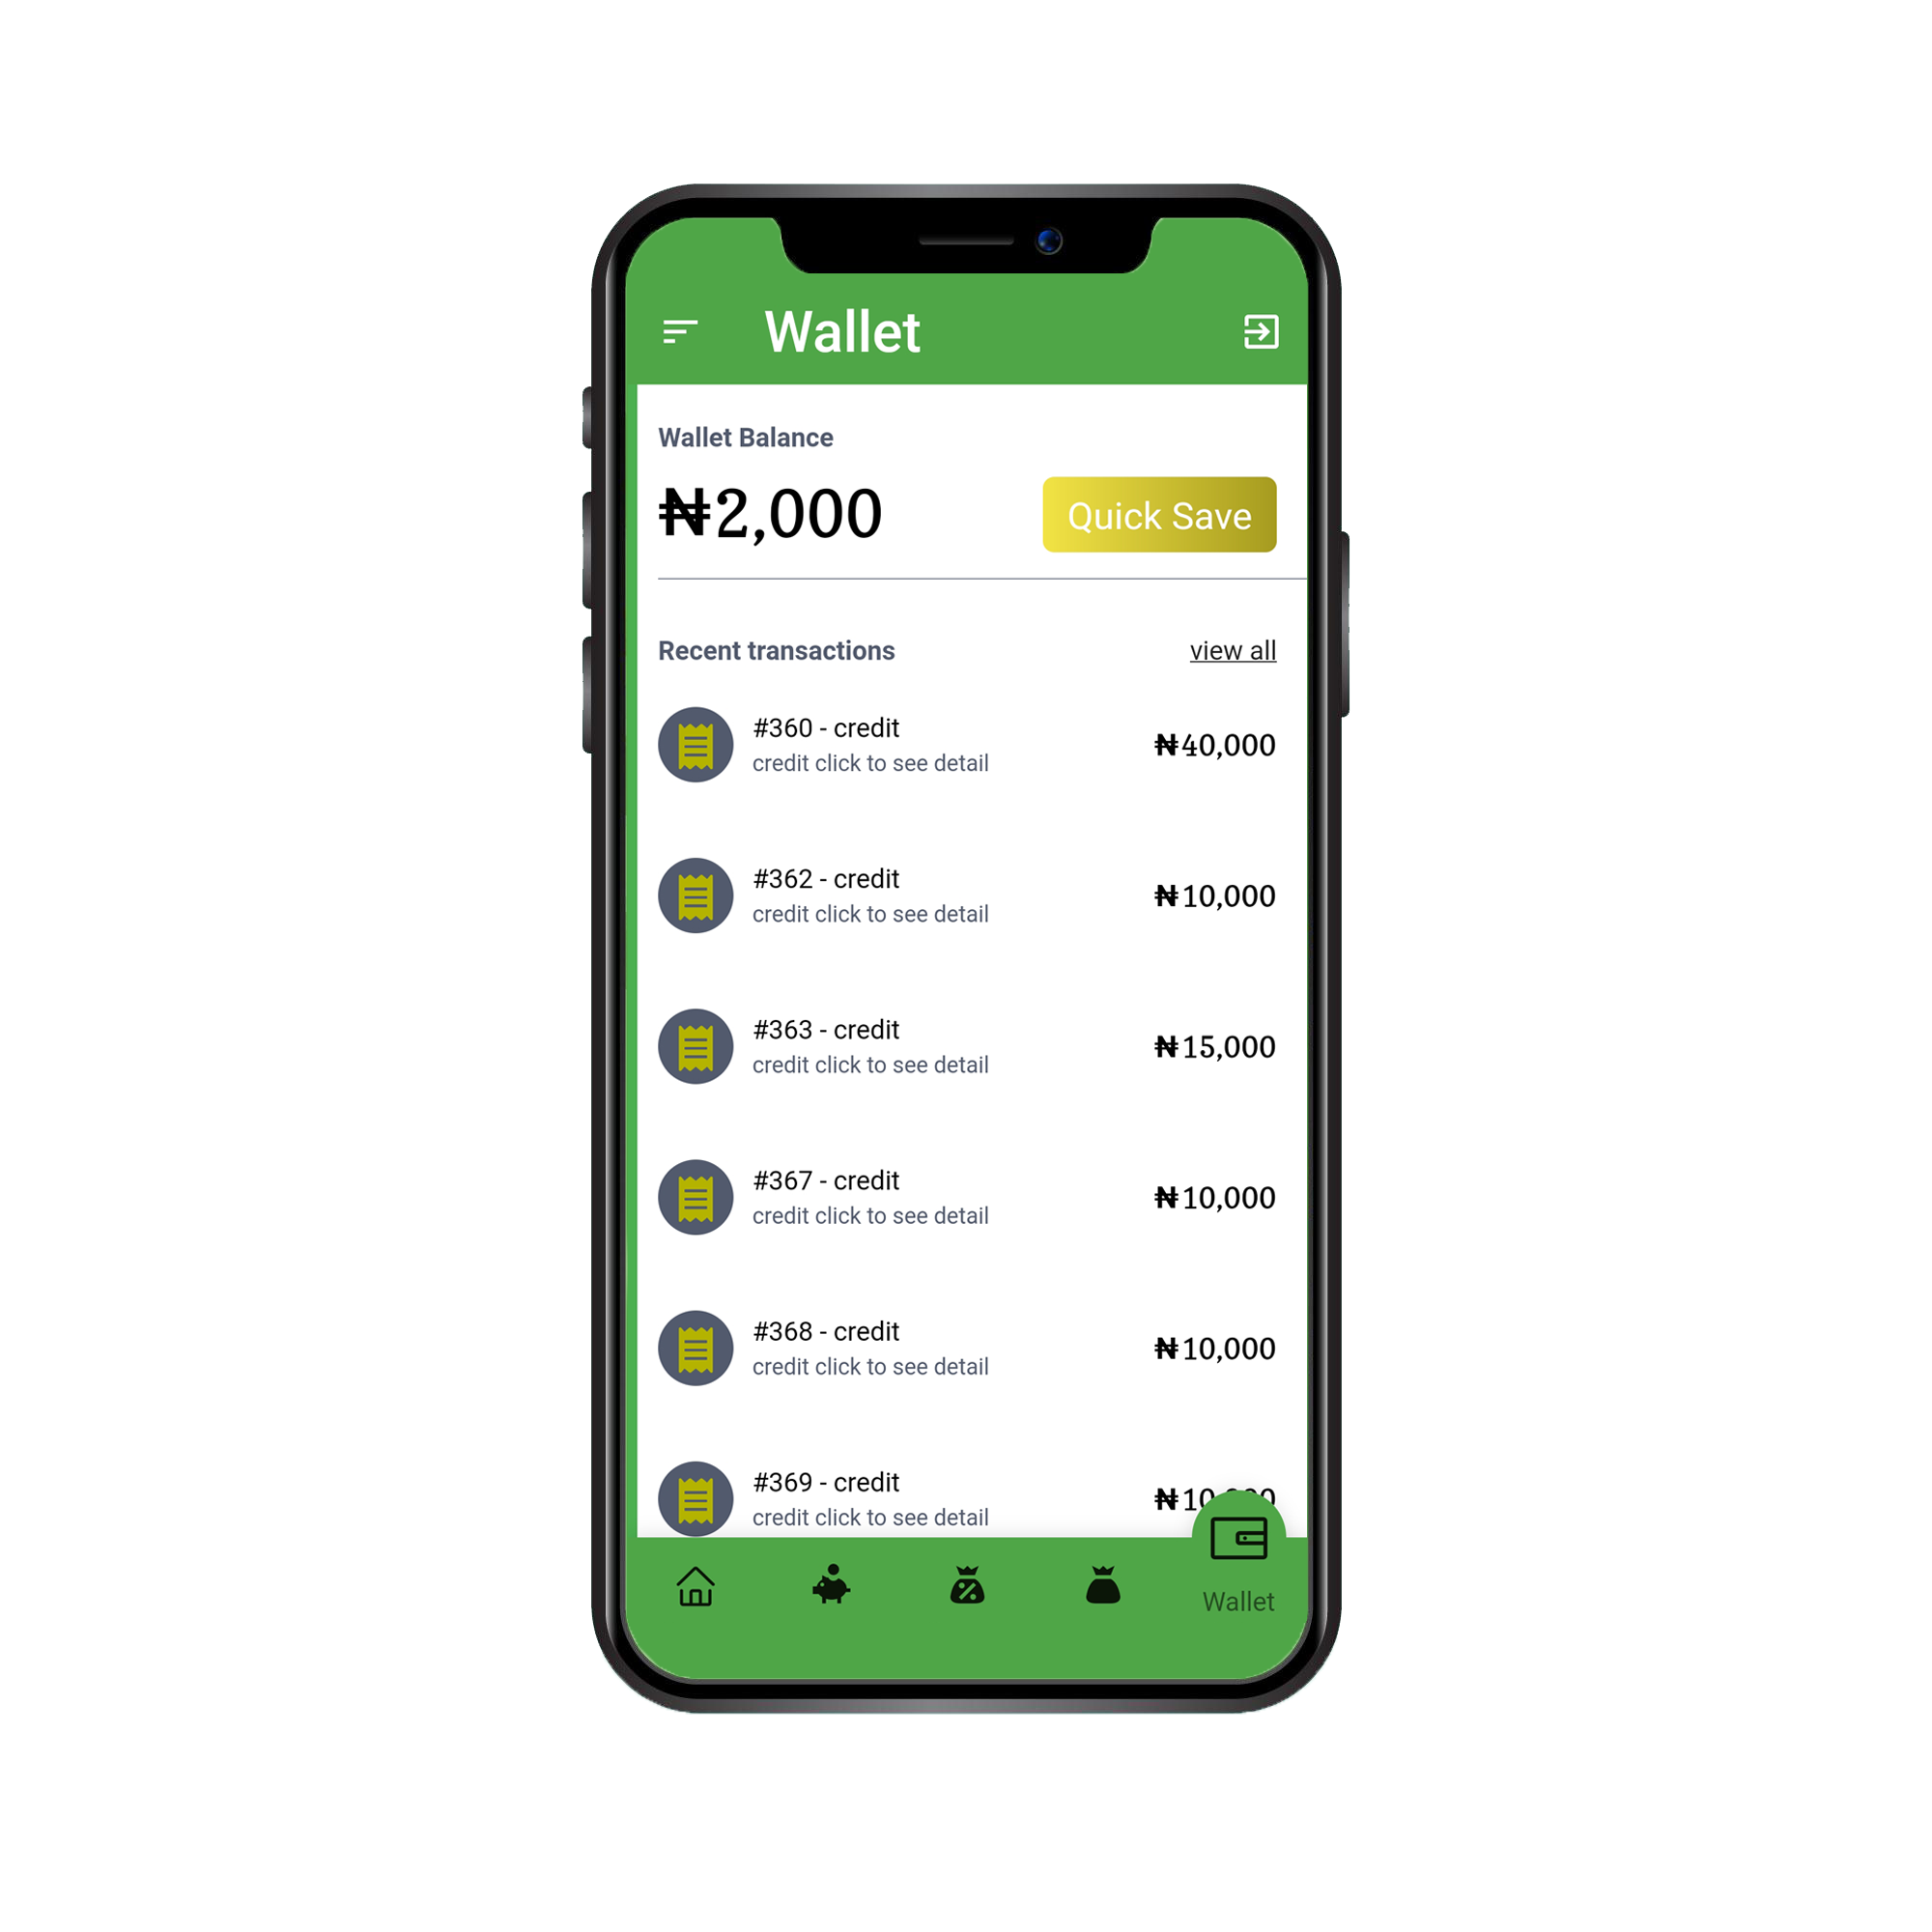 Wallet
Wallet Balance
₦2,000
Quick Save
Recent transactions
view all
#360 - credit
credit click to see detail
₦40,000
#362 - credit
credit click to see detail
₦10,000
#363 - credit
credit click to see detail
₦15,000
#367 - credit
credit click to see detail
₦10,000
#368 - credit
credit click to see detail
₦10,000
#369 - credit
credit click to see detail
Wallet